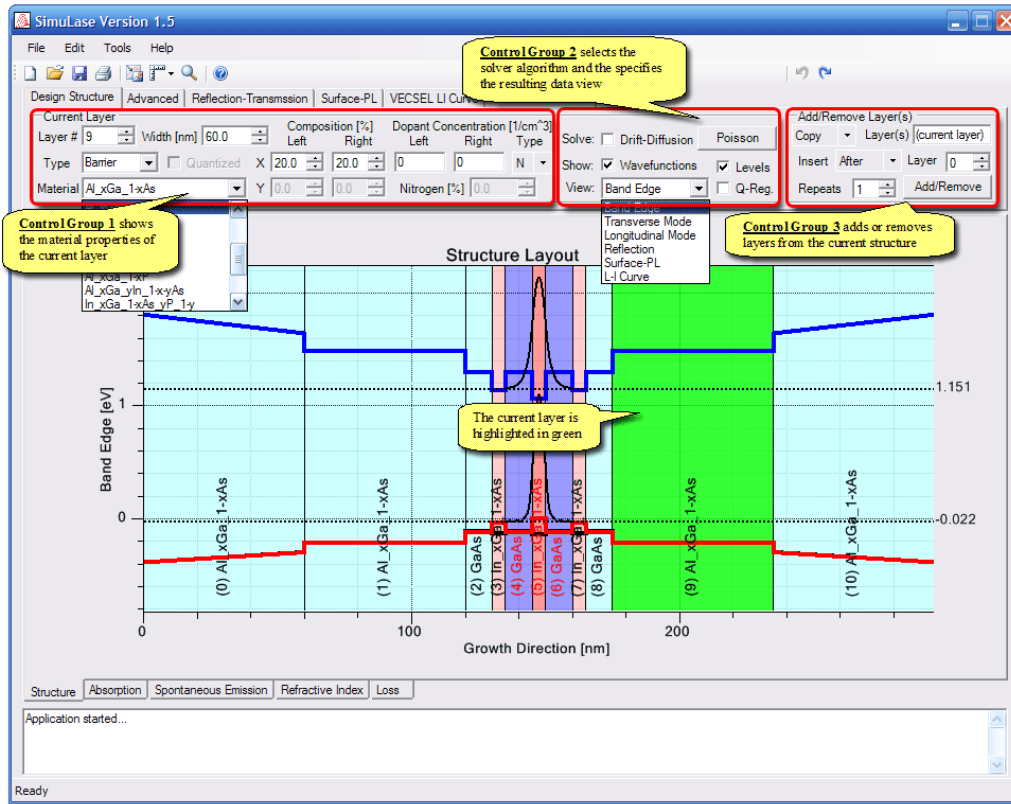 SimuLase Version 1.5
File Edit Tools Help
Control Group 2 selects the
solver algorithm and the specifies
the resulting data view
Design Structure Advanced Reflection-Transmssion Surface-PL VECSEL LI Curve
Current Layer
Layer # 9 Width [nm] 60.0
Composition [%] Dopant Concentration [1/cm^3]
Left Right Left Right Type
Type Barrier Quantized X 20.0 20.0 0 0 N
Material Al_xGa_1-xAs Y 0.0 0.0 Nitrogen [%] 0.0
Solve: Drift-Diffusion Poisson
Show: Wavefunctions Levels
View: Band Edge Q-Reg.
Band Edge
Transverse Mode
Longitudinal Mode
Reflection
Surface-PL
L-I Curve
Add/Remove Layer(s)
Copy Layer(s) (current layer)
Insert After Layer 0
Repeats 1 Add/Remove
Control Group 1 shows
the material properties of
the current layer
Control Group 3 adds or removes
layers from the current structure
Al_xGa_1-xP
Al_xGa_yIn_1-x-yAs
In_xGa_1-xAs_yP_1-y
Structure Layout
Band Edge [eV]
1
0
1.151
-0.022
The current layer is
highlighted in green
(0) Al_xGa_1-xAs
(1) Al_xGa_1-xAs
(2) GaAs
(3) In_xGa_1-xAs
(4) GaAs
(5) In_xGa_1-xAs
(6) GaAs
(7) In_xGa_1-xAs
(8) GaAs
(9) Al_xGa_1-xAs
(10) Al_xGa_1-xAs
0 100 200
Growth Direction [nm]
Structure Absorption Spontaneous Emission Refractive Index Loss
Application started...
Ready